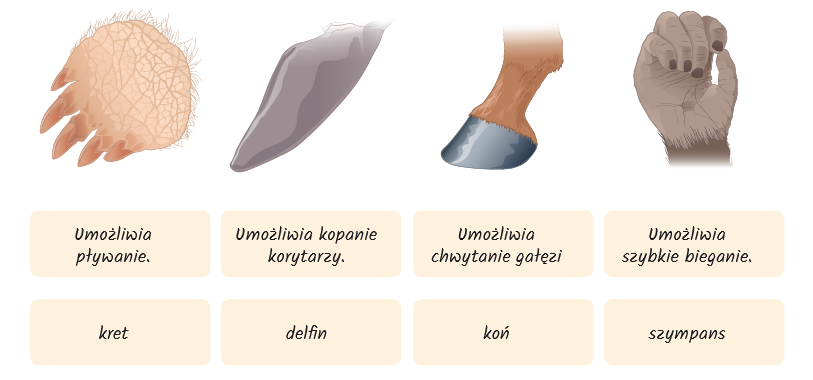 Umożliwia
pływanie.
Umożliwia kopanie
korytarzy.
Umożliwia
chwytanie gałęzi
Umożliwia
szybkie bieganie.
kret
delfin
koń
szympans